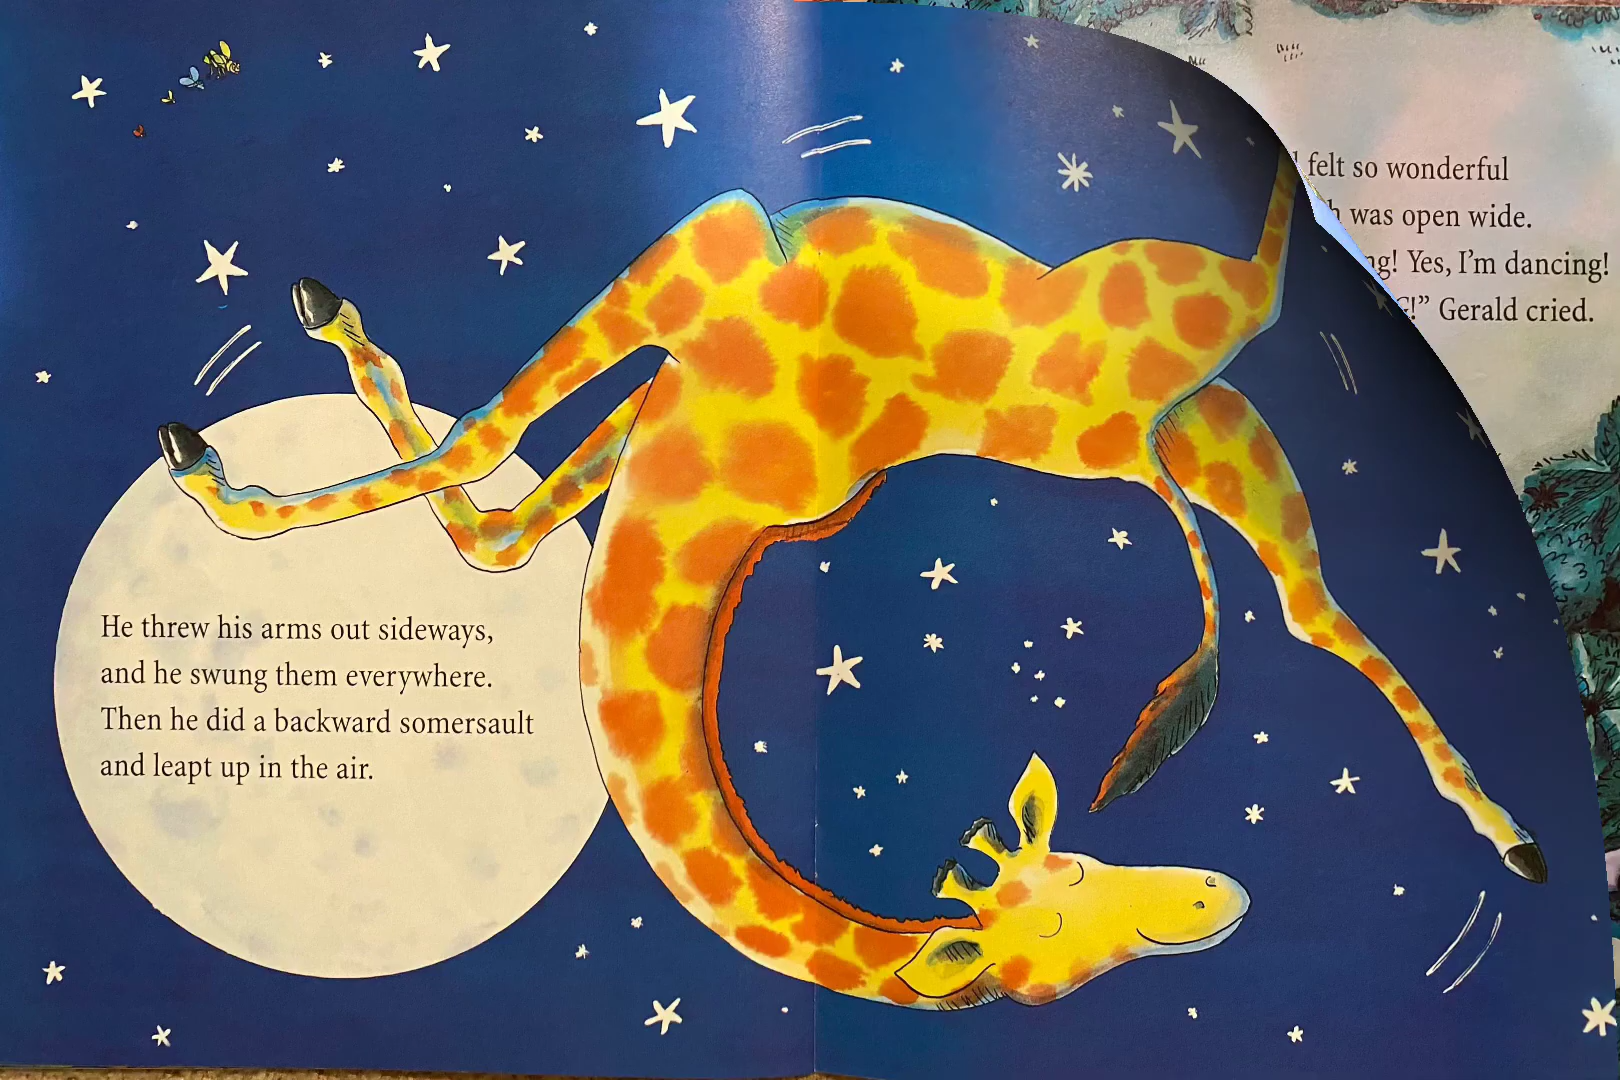 He threw his arms out sideways,
and he swung them everywhere.
Then he did a backward somersault
and leapt up in the air.
felt so wonderful
was open wide.
Yes, I'm dancing!
Gerald cried.